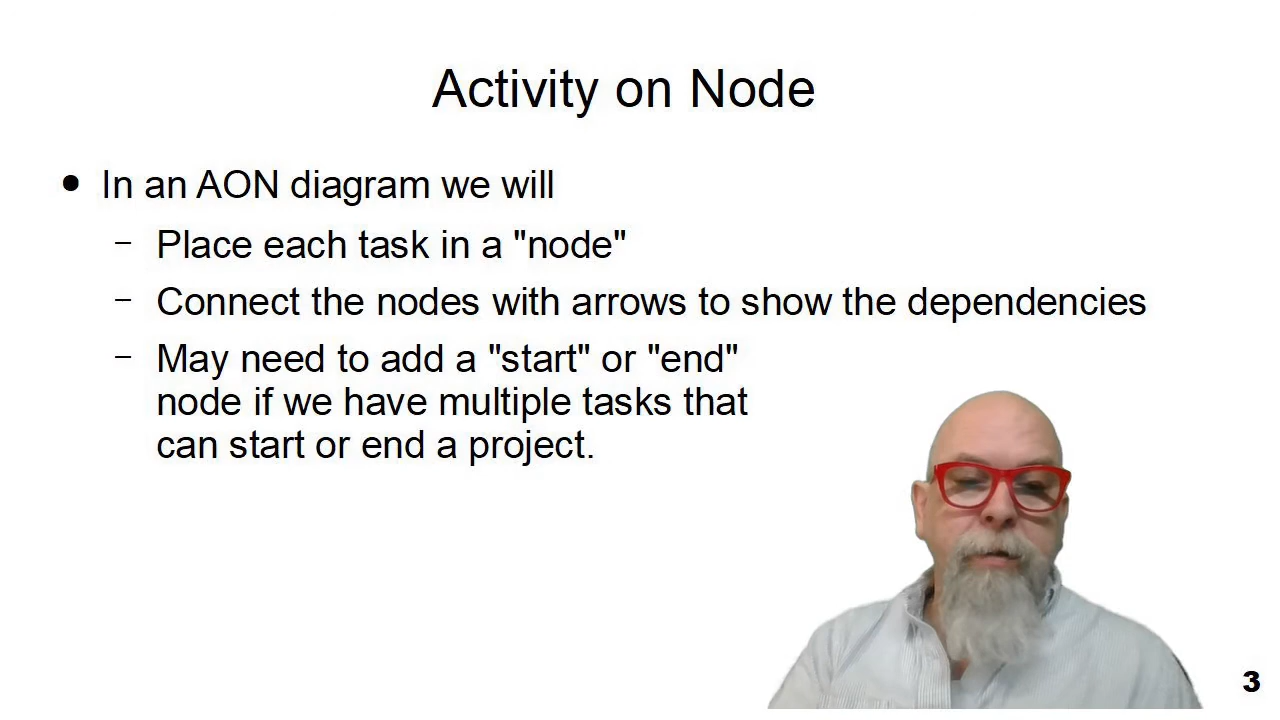 Activity on Node
● In an AON diagram we will
– Place each task in a "node"
– Connect the nodes with arrows to show the dependencies
– May need to add a "start" or "end"
node if we have multiple tasks that
can start or end a project.
3